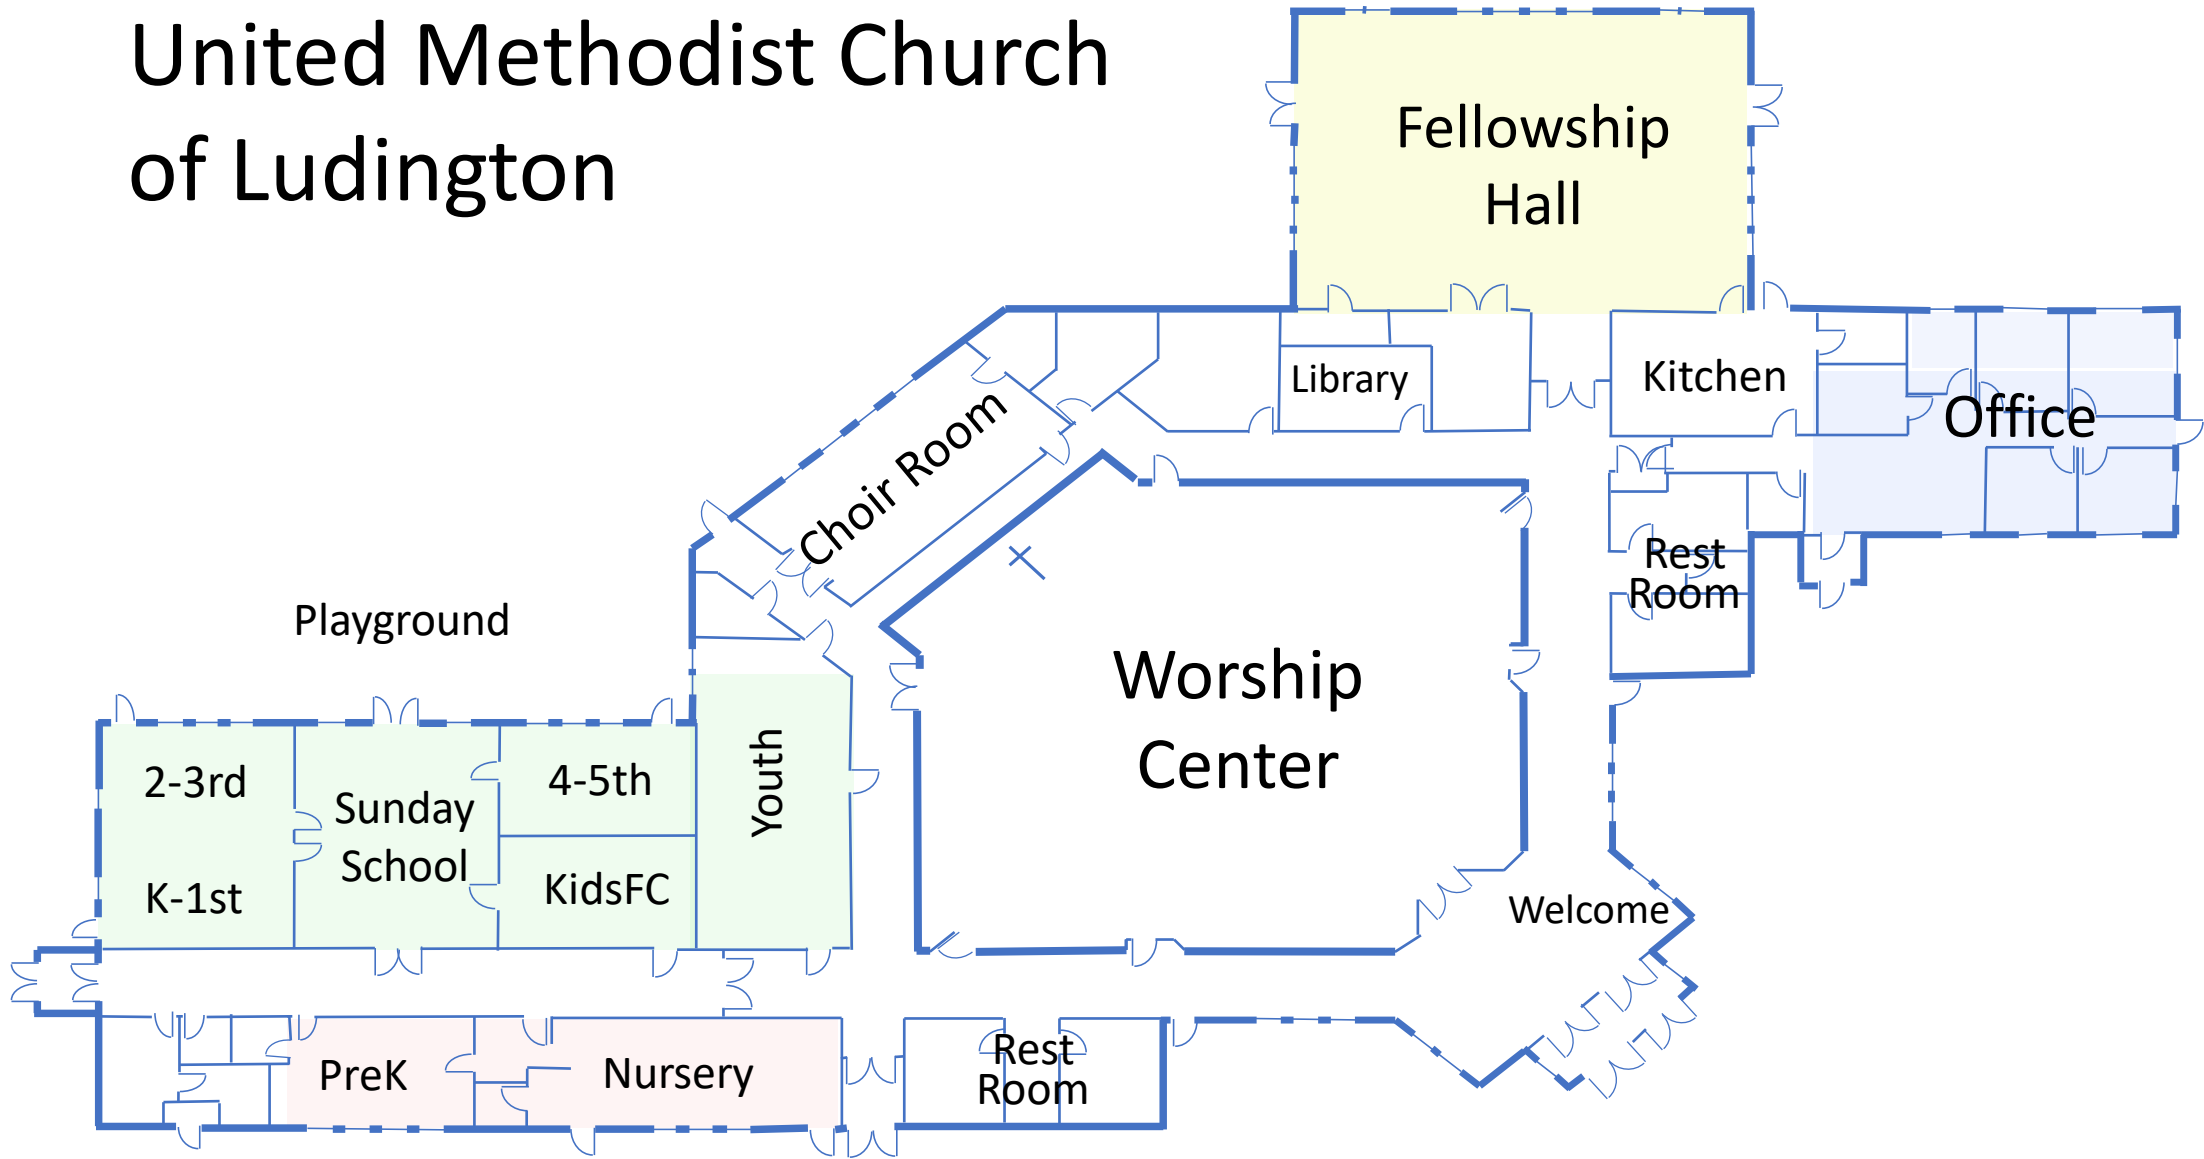 United Methodist Church
of Ludington
Fellowship
Hall
Library
Kitchen
Office
Choir Room
Rest
Room
Playground
Worship
Center
Youth
2-3rd
4-5th
Sunday
School
K-1st
KidsFC
Welcome
PreK
Nursery
Rest
Room